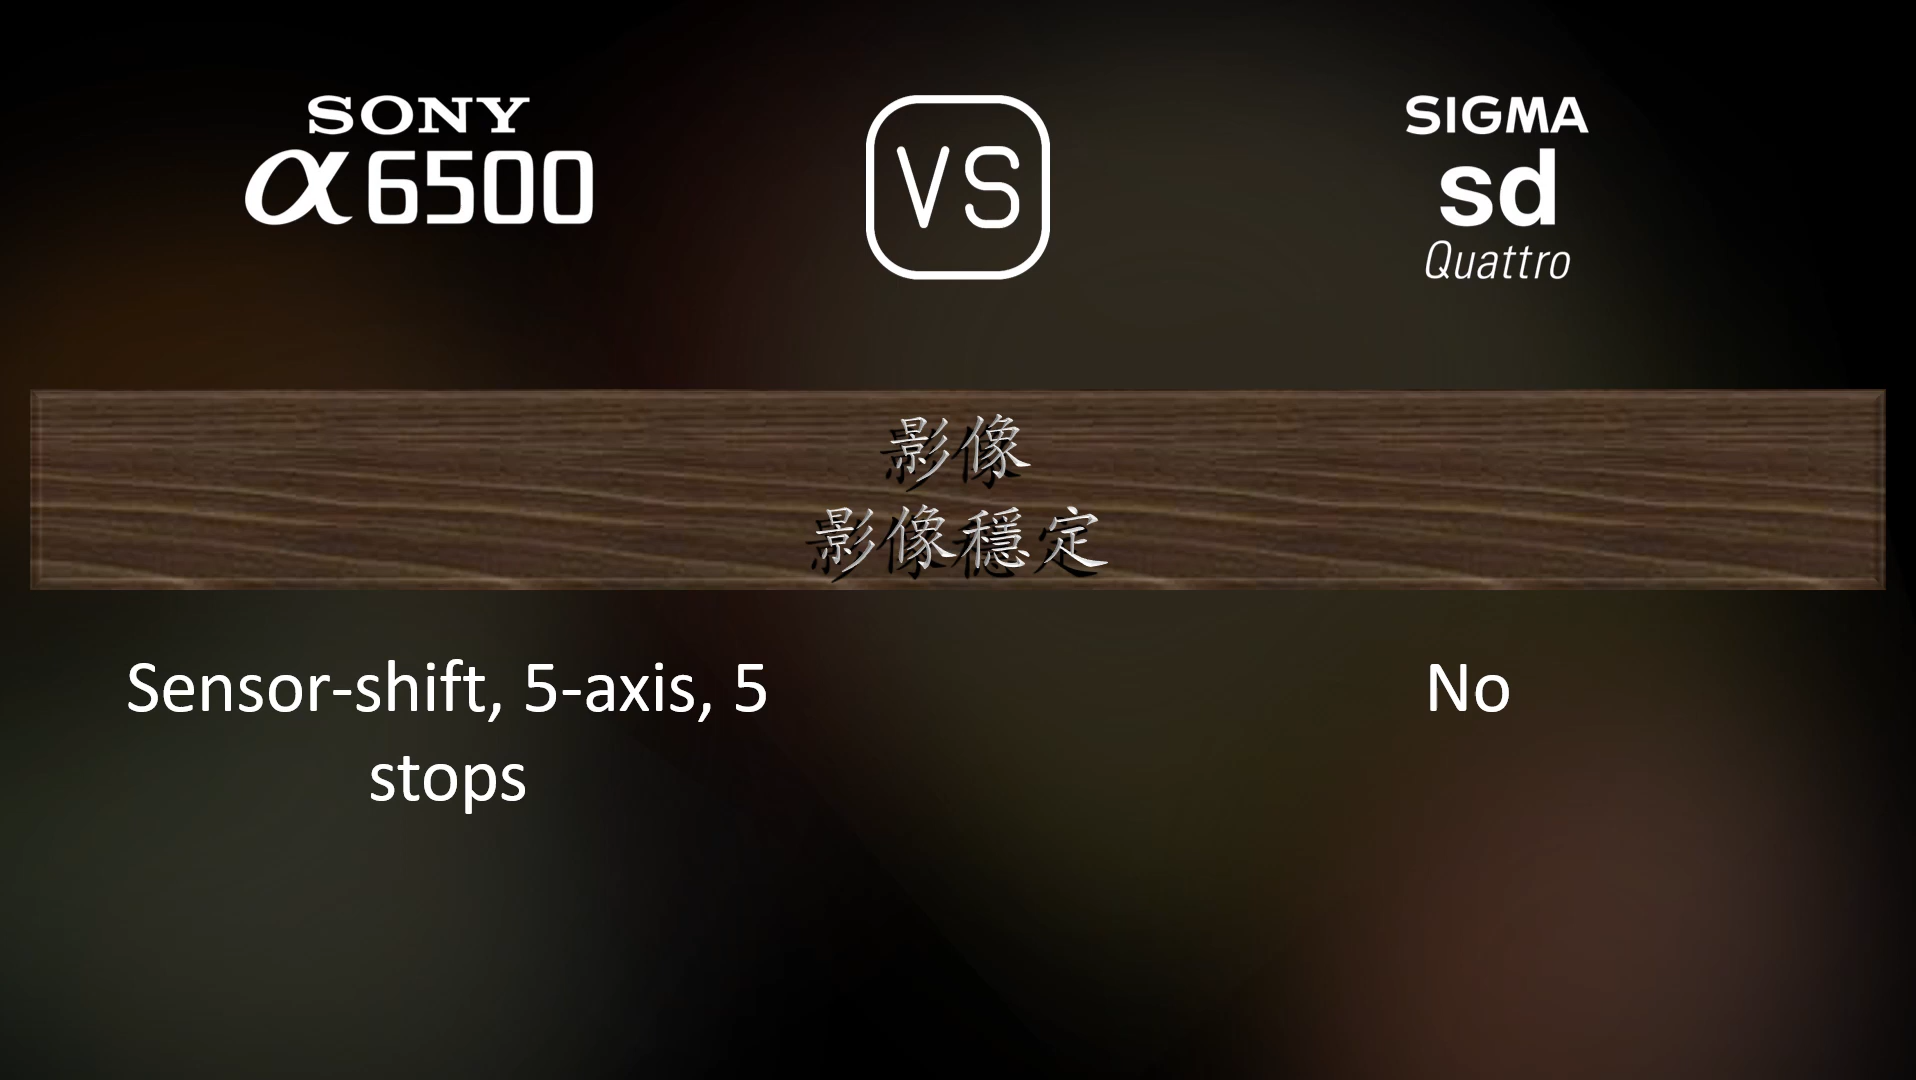 SONY
α6500
VS
SIGMA
sd
Quattro
影像
影像穩定
Sensor-shift, 5-axis, 5
stops
No